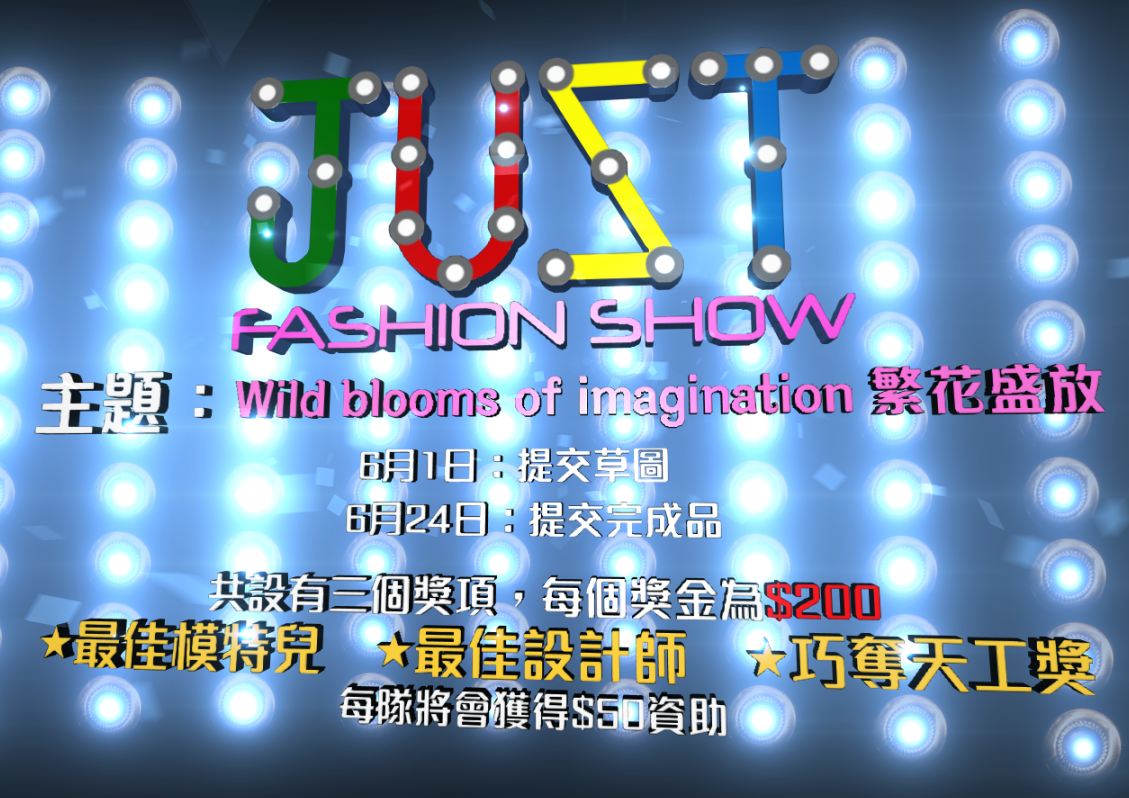 JUST
FASHION SHOW
主題：Wild blooms of imagination 繁花盛放
6月1日：提交草圖
6月24日：提交完成品
共設有三個獎項，每個獎金為$200
★最佳模特兒 ★最佳設計師 ★巧奪天工獎
每隊將會獲得$50資助